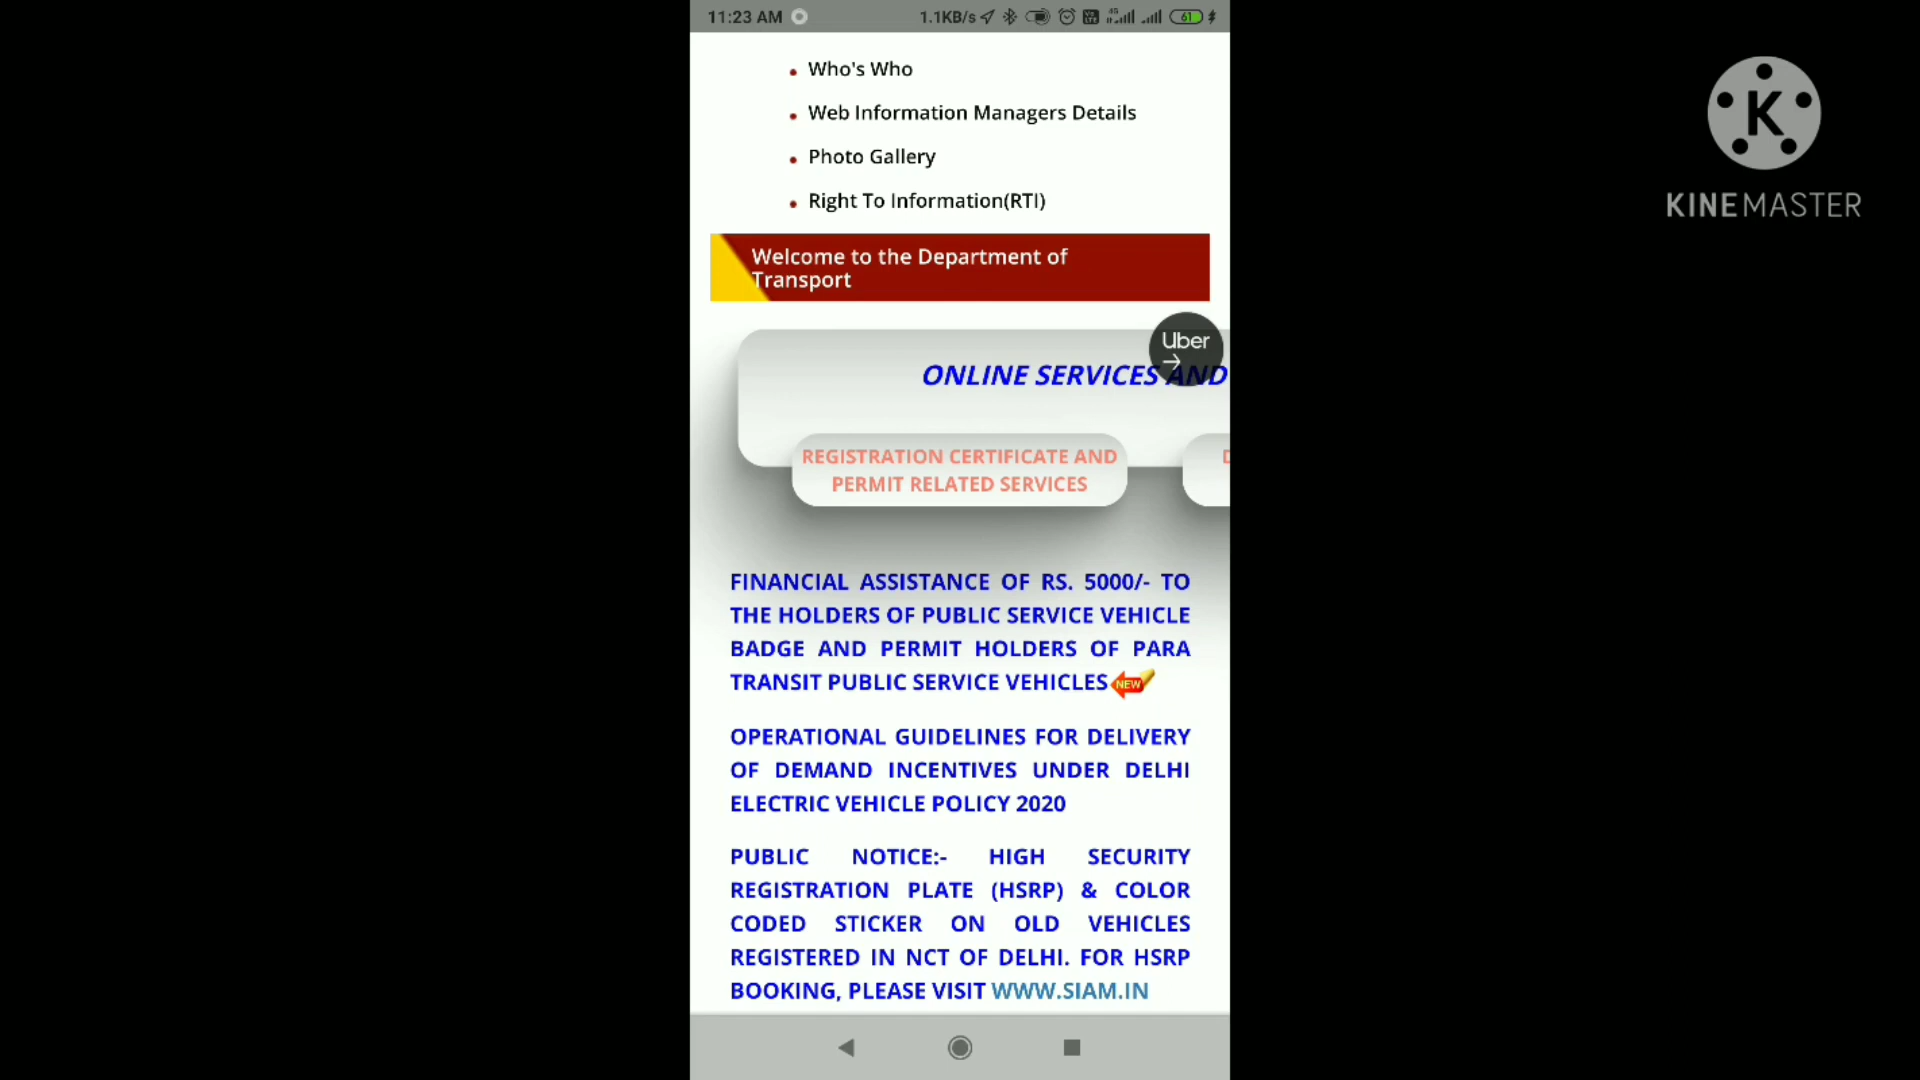 11:23 AM 1.1KB/s 4G 61
Who's Who
Web Information Managers Details
Photo Gallery
Right To Information(RTI)
Welcome to the Department of
Transport
Uber
ONLINE SERVICES AND
REGISTRATION CERTIFICATE AND
PERMIT RELATED SERVICES
FINANCIAL ASSISTANCE OF RS. 5000/- TO
THE HOLDERS OF PUBLIC SERVICE VEHICLE
BADGE AND PERMIT HOLDERS OF PARA
TRANSIT PUBLIC SERVICE VEHICLES NEW
OPERATIONAL GUIDELINES FOR DELIVERY
OF DEMAND INCENTIVES UNDER DELHI
ELECTRIC VEHICLE POLICY 2020
PUBLIC NOTICE:- HIGH SECURITY
REGISTRATION PLATE (HSRP) & COLOR
CODED STICKER ON OLD VEHICLES
REGISTERED IN NCT OF DELHI. FOR HSRP
BOOKING, PLEASE VISIT WWW.SIAM.IN
K
KINEMASTER